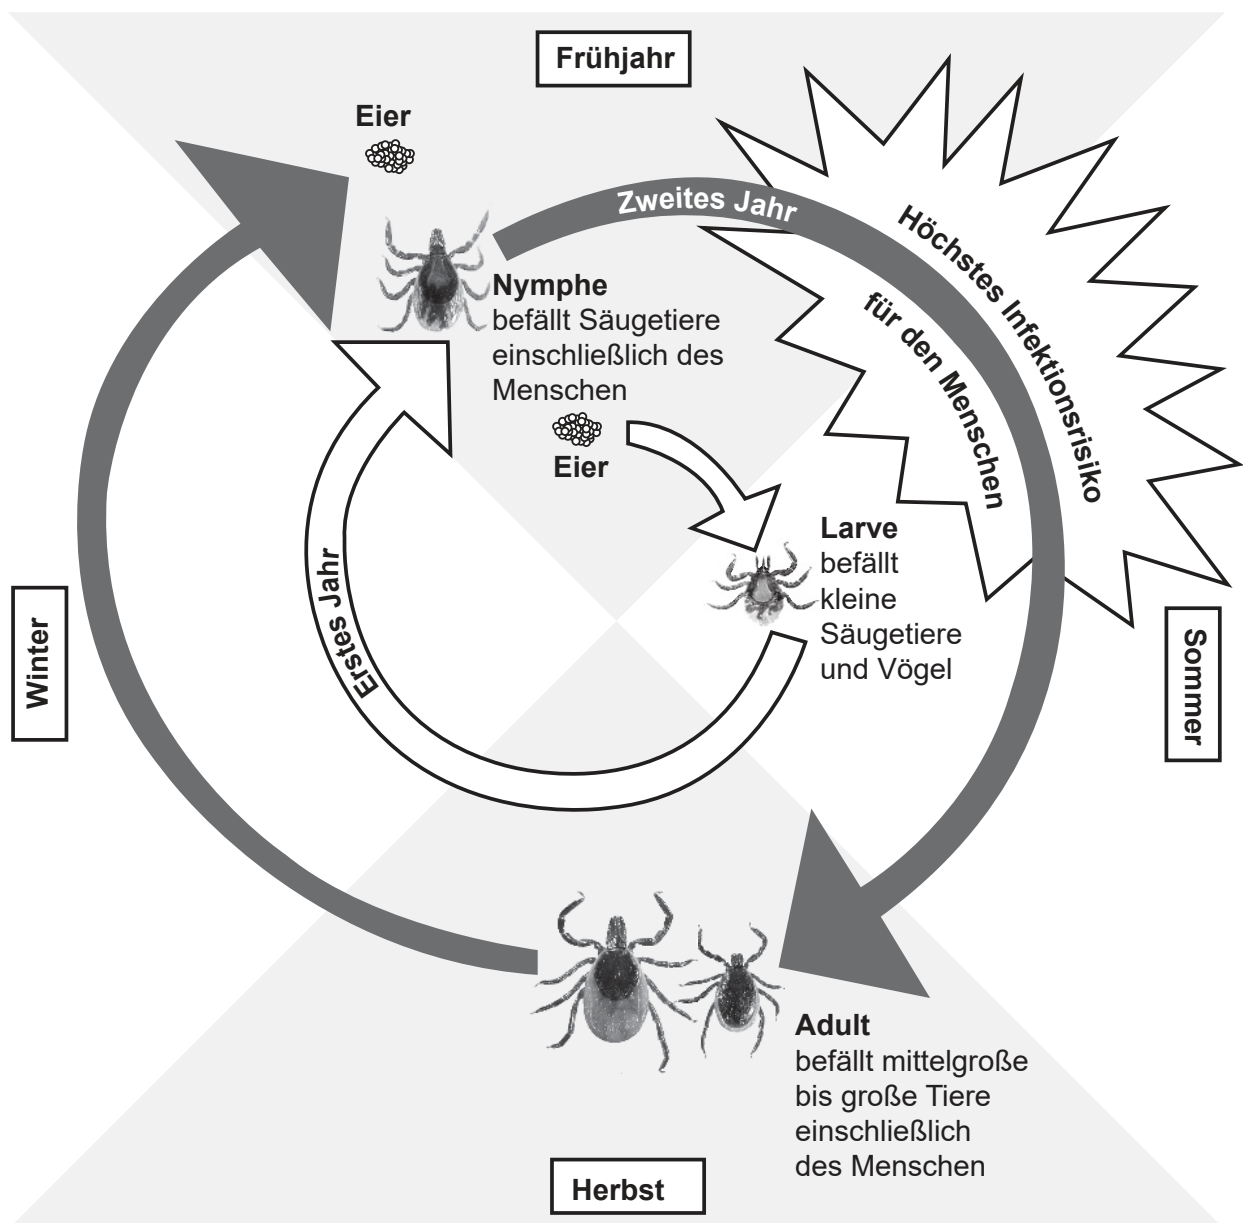 Frühjahr
Eier
Zweites Jahr
Höchstes Infektionsrisiko
für den Menschen
Nymphe
befällt Säugetiere
einschließlich des
Menschen
Eier
Larve
befällt
kleine
Säugetiere
und Vögel
Erstes Jahr
Winter
Sommer
Adult
befällt mittelgroße
bis große Tiere
einschließlich
des Menschen
Herbst